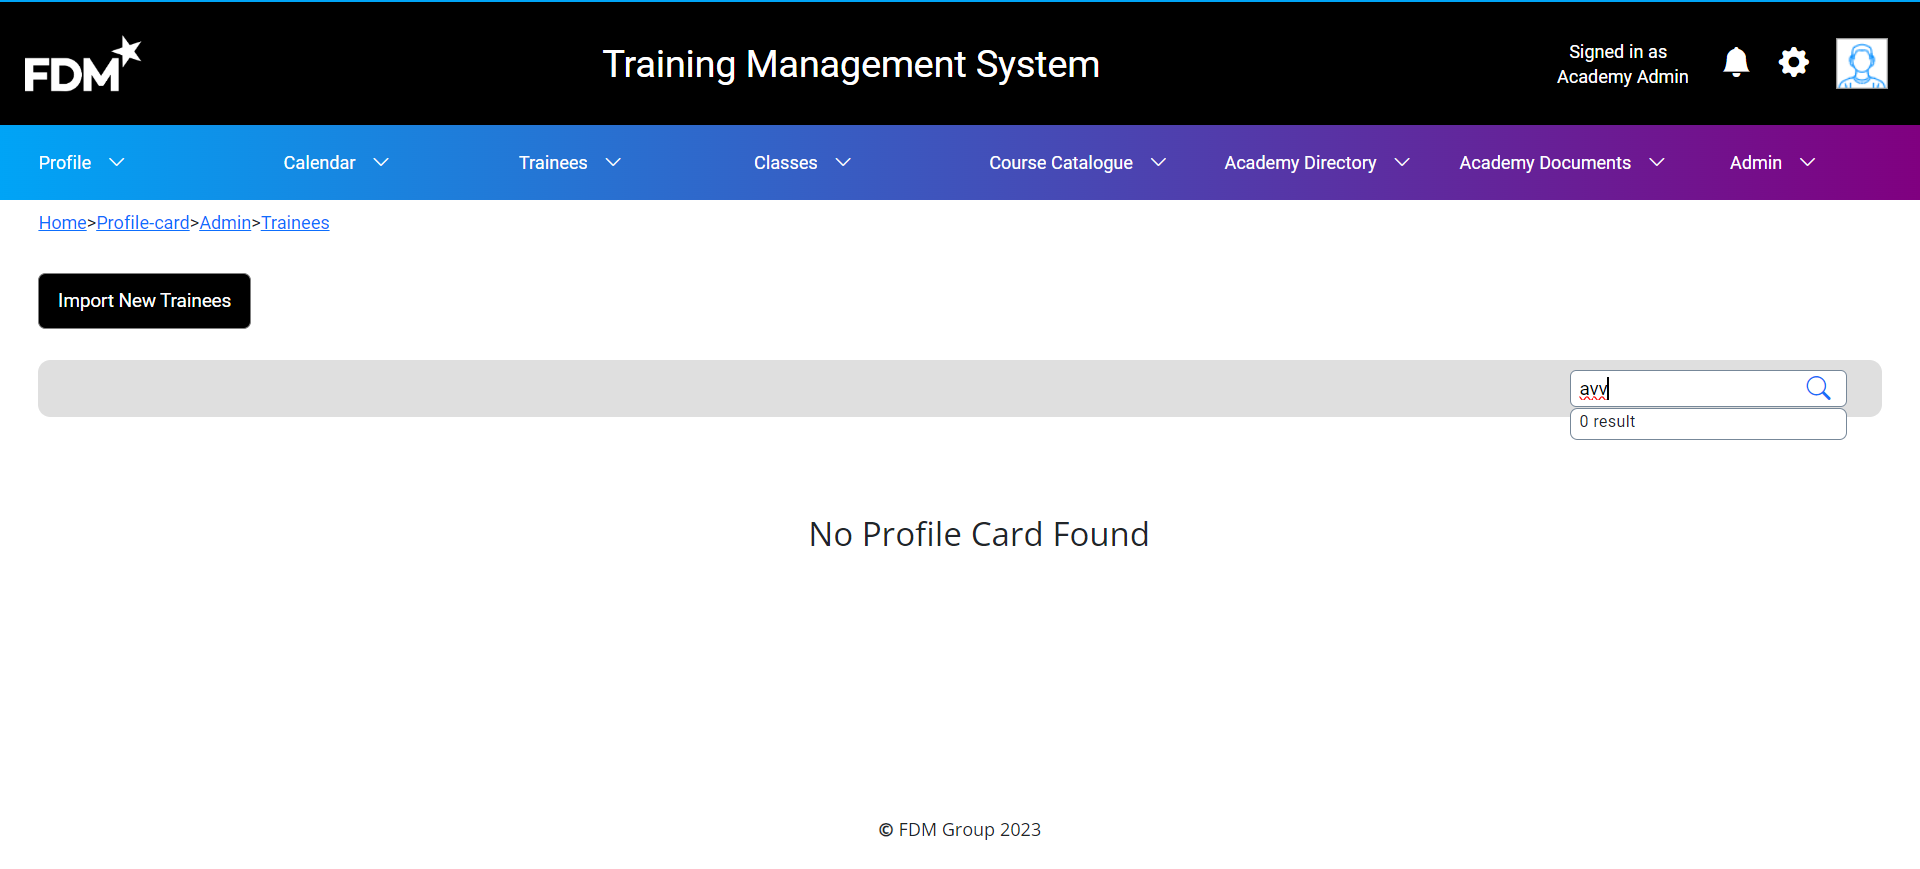 FDM
Training Management System
Signed in as
Academy Admin
Profile
Calendar
Trainees
Classes
Course Catalogue
Academy Directory
Academy Documents
Admin
Home>Profile-card>Admin>Trainees
Import New Trainees
avv
0 result
No Profile Card Found
© FDM Group 2023